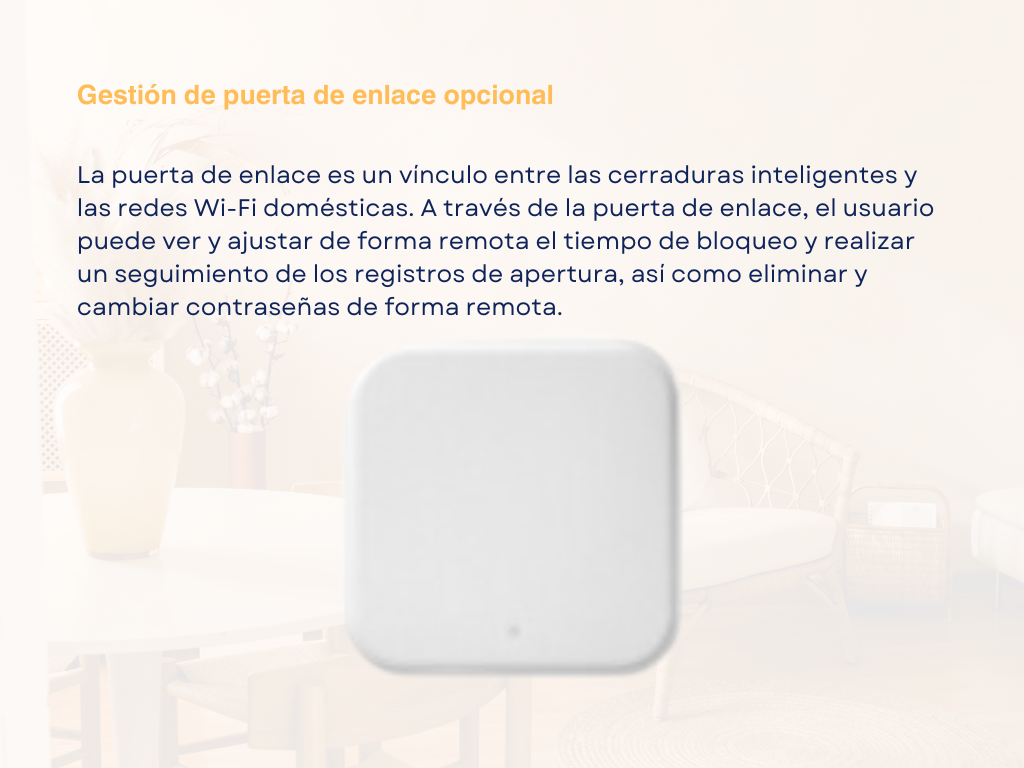 Gestión de puerta de enlace opcional
La puerta de enlace es un vínculo entre las cerraduras inteligentes y
las redes Wi-Fi domésticas. A través de la puerta de enlace, el usuario
puede ver y ajustar de forma remota el tiempo de bloqueo y realizar
un seguimiento de los registros de apertura, así como eliminar y
cambiar contraseñas de forma remota.